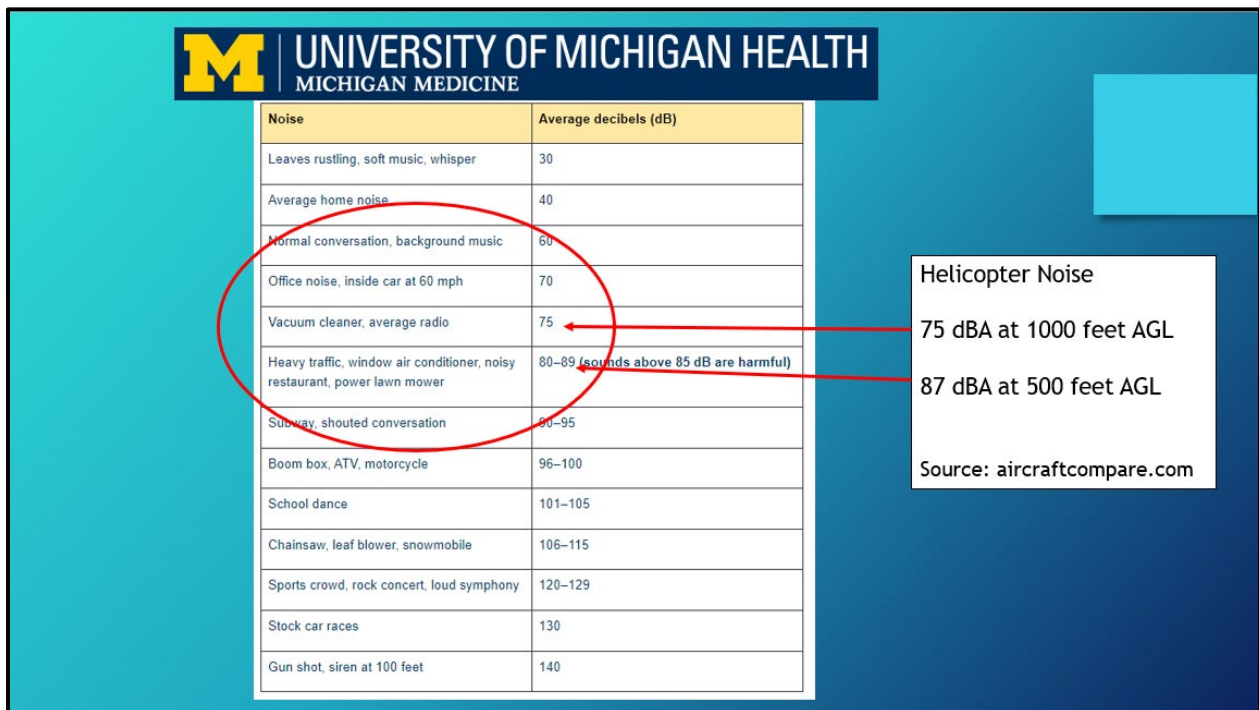 M
UNIVERSITY OF MICHIGAN HEALTH
MICHIGAN MEDICINE
Noise Average decibels (dB)
Leaves rustling, soft music, whisper 30
Average home noise 40
Normal conversation, background music 60
Office noise, inside car at 60 mph 70
Vacuum cleaner, average radio 75
Heavy traffic, window air conditioner, noisy 80–89 (sounds above 85 dB are harmful)
restaurant, power lawn mower
Subway, shouted conversation 90–95
Boom box, ATV, motorcycle 96–100
School dance 101–105
Chainsaw, leaf blower, snowmobile 106–115
Sports crowd, rock concert, loud symphony 120–129
Stock car races 130
Gun shot, siren at 100 feet 140
Helicopter Noise
75 dBA at 1000 feet AGL
87 dBA at 500 feet AGL
Source: aircraftcompare.com